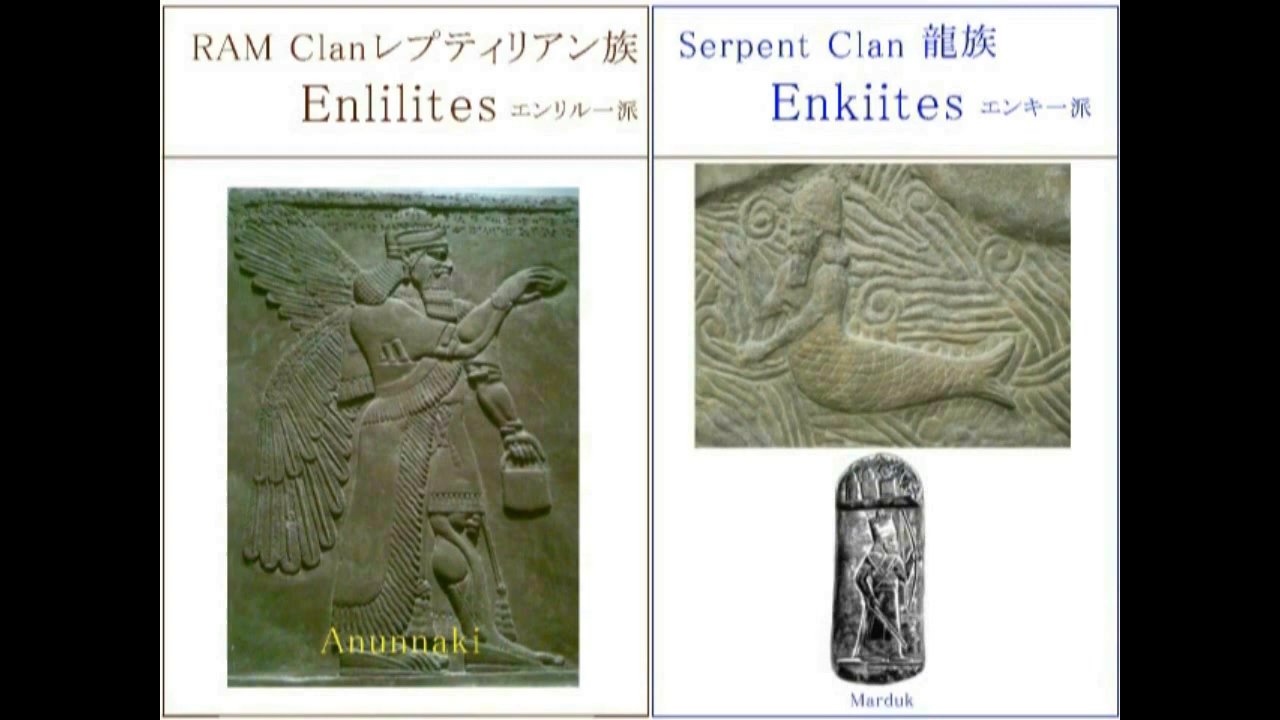 RAM Clanレプティリアン族
Enlilites エンリル一派
Anunnaki
Serpent Clan 龍族
Enkiites エンキ一派
Marduk